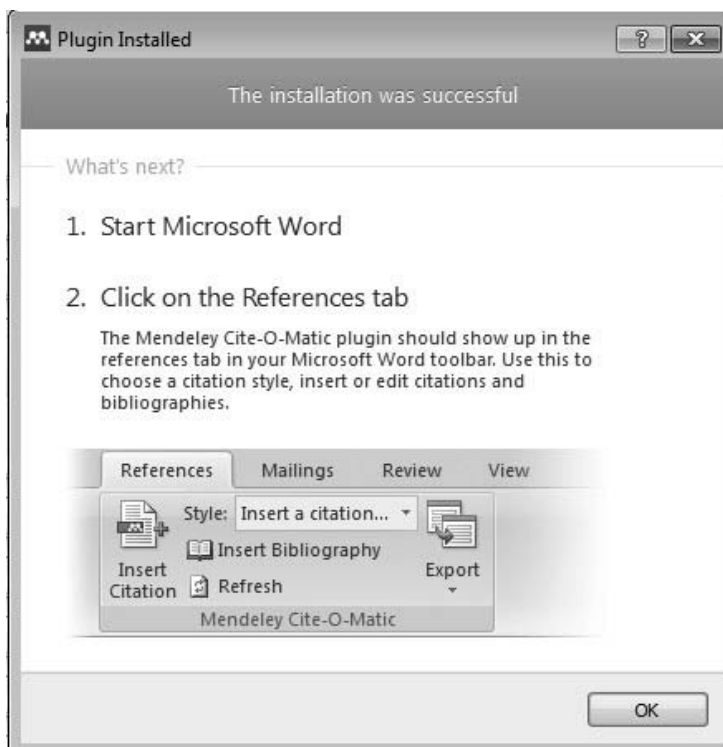 Plugin Installed
The installation was successful
What's next?
1. Start Microsoft Word
2. Click on the References tab
The Mendeley Cite-O-Matic plugin should show up in the
references tab in your Microsoft Word toolbar. Use this to
choose a citation style, insert or edit citations and
bibliographies.
References Mailings Review View
Style: Insert a citation...
Insert Bibliography
Insert Citation
Refresh
Export
Mendeley Cite-O-Matic
OK